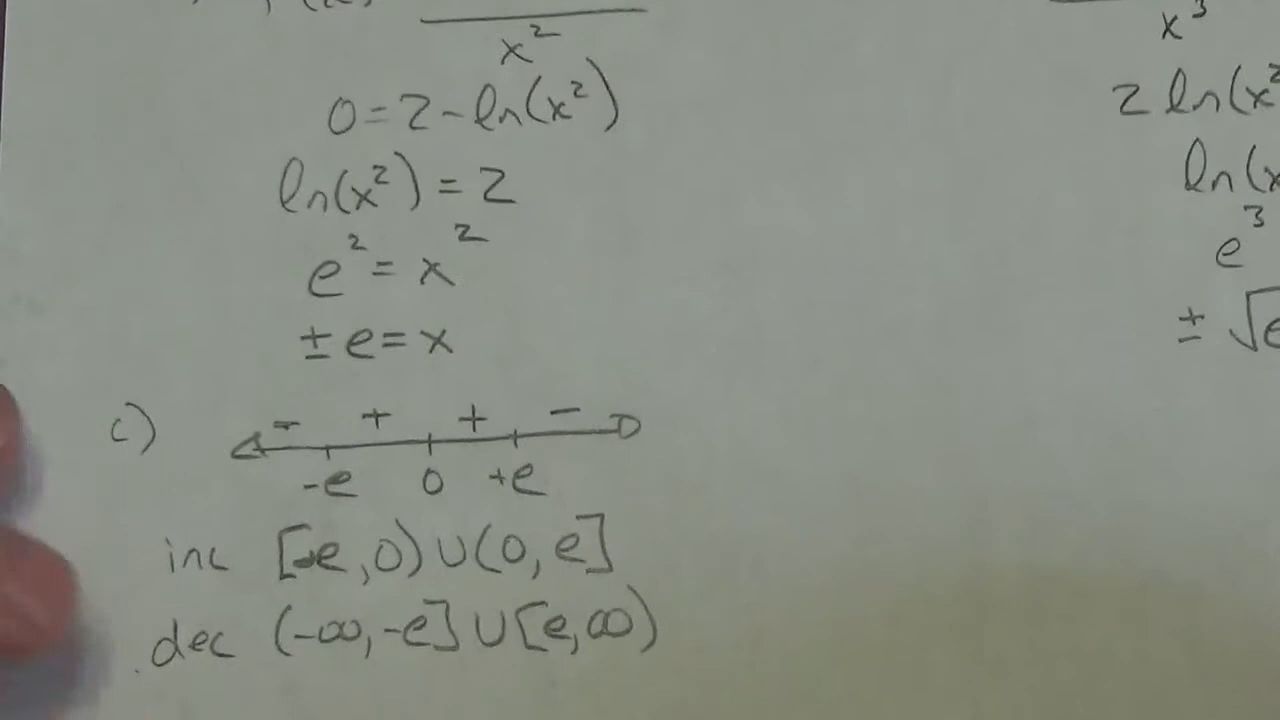 x²
0 = 2 - ln(x²)
ln(x²) = 2
e² = x²
± e = x
c)
- + + -
-e 0 +e
inc [-e, 0) ∪ (0, e]
dec (-∞, -e] ∪ [e, ∞)
x³
2 ln(x²
ln(x
e³
± √e